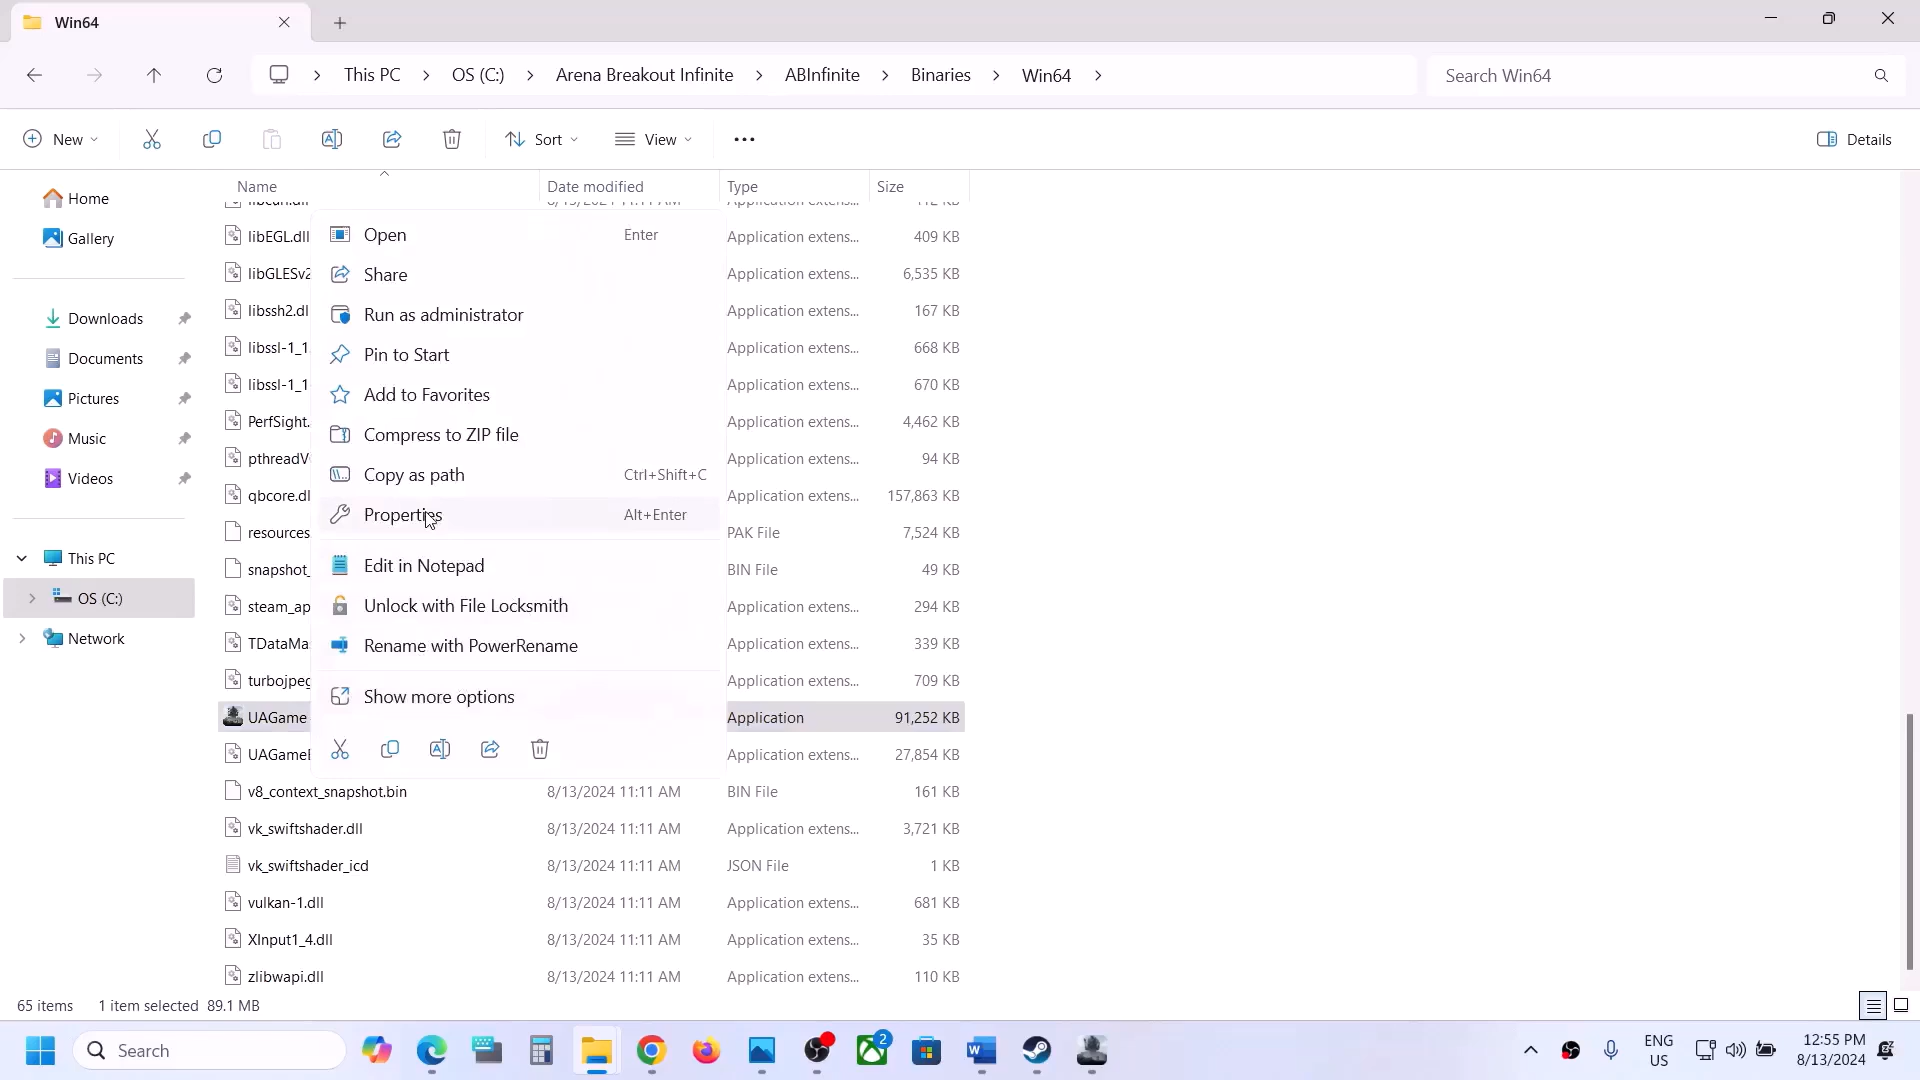 Win64
This PC > OS (C:) > Arena Breakout Infinite > ABInfinite > Binaries > Win64 >
Search Win64
New
Sort
View
Details
Name
Date modified
Type
Size
Home
Gallery
Downloads
Documents
Pictures
Music
Videos
This PC
OS (C:)
Network
Open Enter
Share
Run as administrator
Pin to Start
Add to Favorites
Compress to ZIP file
Copy as path Ctrl+Shift+C
Properties Alt+Enter
Edit in Notepad
Unlock with File Locksmith
Rename with PowerRename
Show more options
libEGL.dll Application extens... 409 KB
libGLESv2 Application extens... 6,535 KB
libssh2.dl Application extens... 167 KB
libssl-1_1. Application extens... 668 KB
libssl-1_1 Application extens... 670 KB
PerfSight. Application extens... 4,462 KB
pthreadV Application extens... 94 KB
qbcore.dl Application extens... 157,863 KB
resources PAK File 7,524 KB
snapshot_ BIN File 49 KB
steam_ap Application extens... 294 KB
TDataMa Application extens... 339 KB
turbojpeg Application extens... 709 KB
UAGame Application 91,252 KB
UAGame Application extens... 27,854 KB
v8_context_snapshot.bin 8/13/2024 11:11 AM BIN File 161 KB
vk_swiftshader.dll 8/13/2024 11:11 AM Application extens... 3,721 KB
vk_swiftshader_icd 8/13/2024 11:11 AM JSON File 1 KB
vulkan-1.dll 8/13/2024 11:11 AM Application extens... 681 KB
XInput1_4.dll 8/13/2024 11:11 AM Application extens... 35 KB
zlibwapi.dll 8/13/2024 11:11 AM Application extens... 110 KB
65 items 1 item selected 89.1 MB
Search
2
ENG
US
12:55 PM
8/13/2024